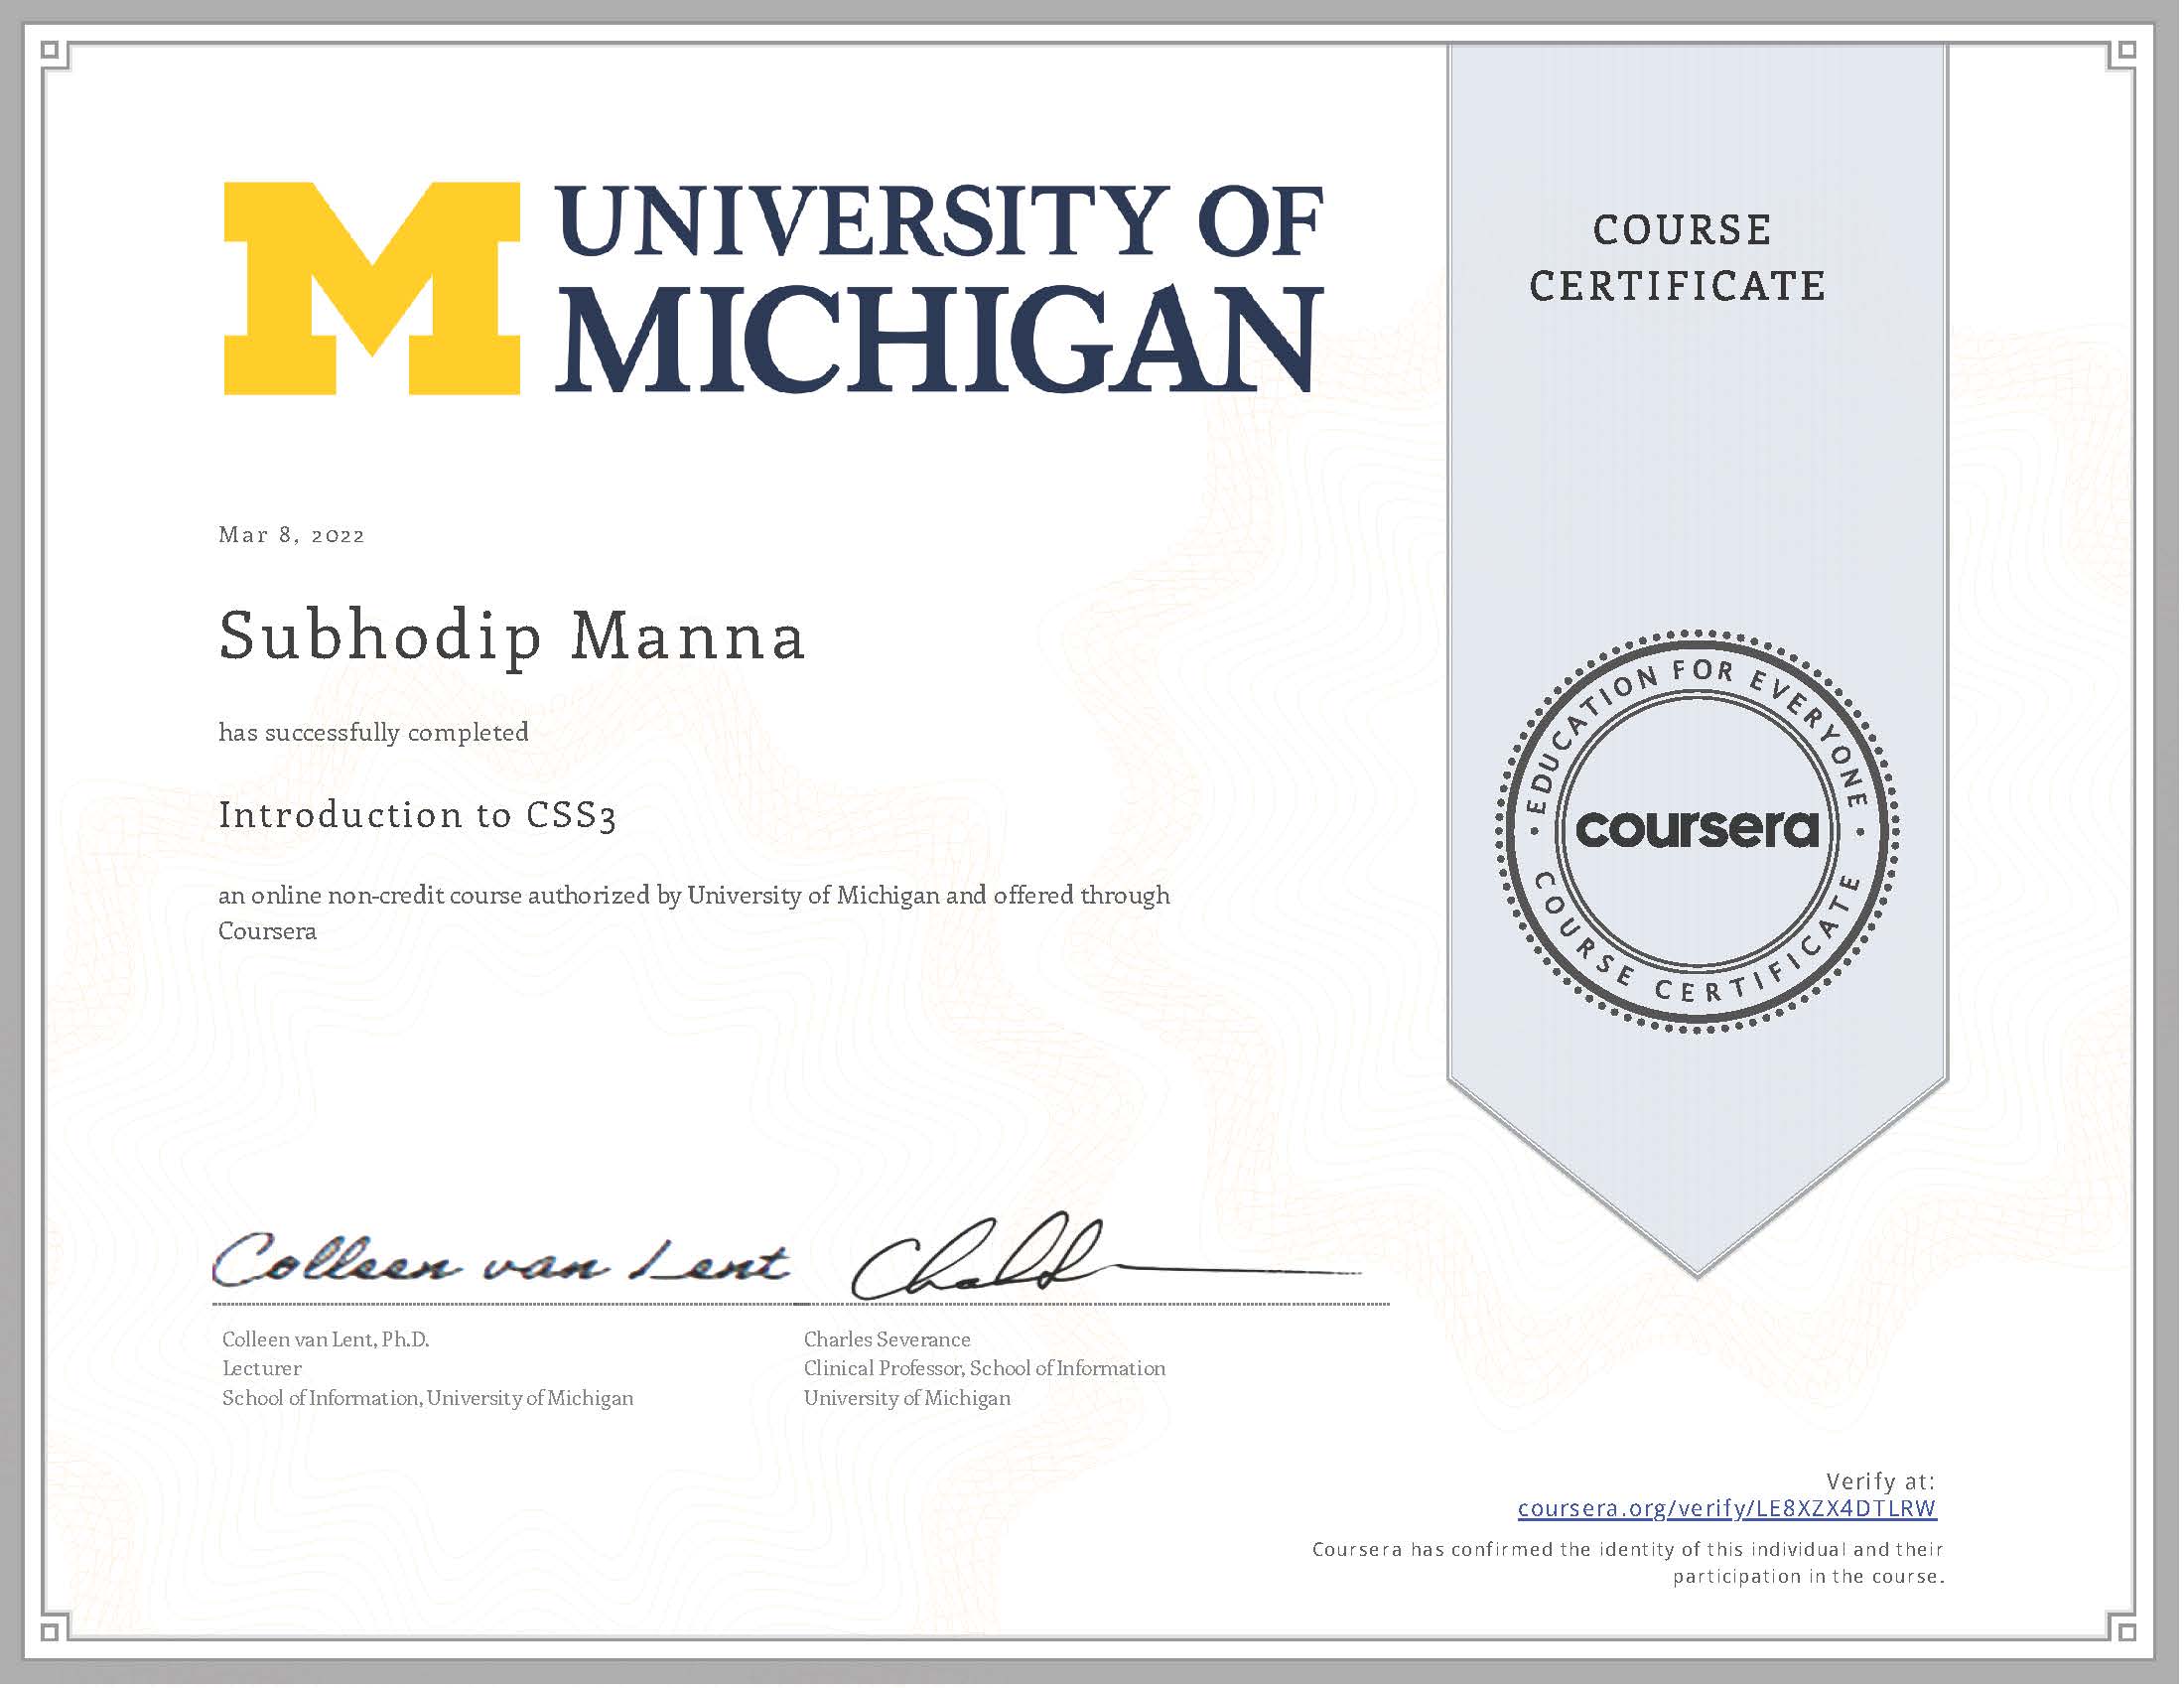 UNIVERSITY OF
MICHIGAN
COURSE
CERTIFICATE
Mar 8, 2022
Subhodip Manna
has successfully completed
Introduction to CSS3
an online non-credit course authorized by University of Michigan and offered through
Coursera
EDUCATION FOR EVERYONE
coursera
COURSE CERTIFICATE
Colleen van Lent
Colleen van Lent, Ph.D.
Lecturer
School of Information, University of Michigan
Charles Severance
Clinical Professor, School of Information
University of Michigan
Verify at:
coursera.org/verify/LE8XZX4DTLRW
Coursera has confirmed the identity of this individual and their
participation in the course.